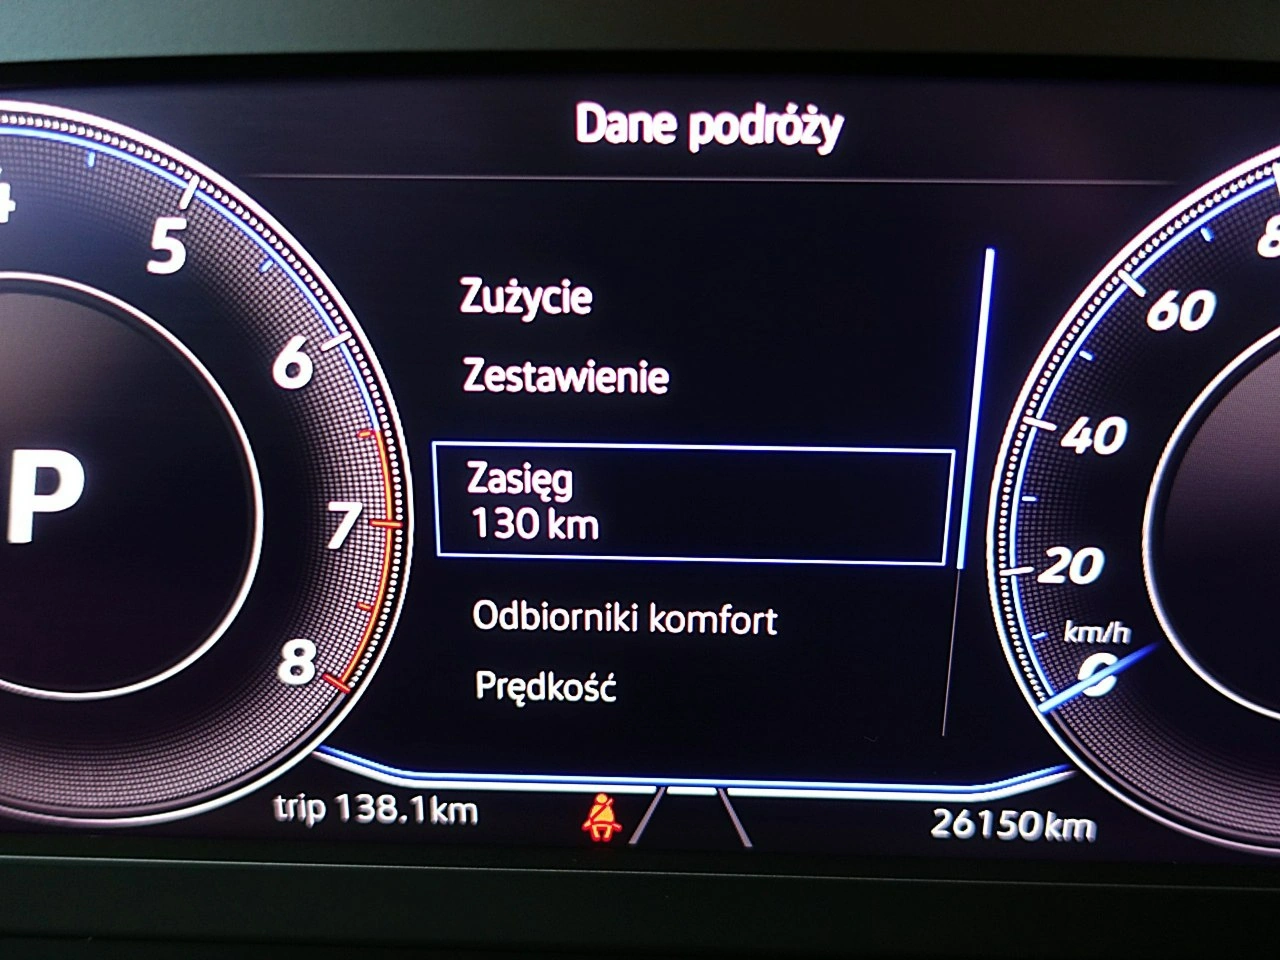 Dane podróży
4
5
6
7
8
P
Zużycie
Zestawienie
Zasięg
130 km
Odbiorniki komfort
Prędkość
60
40
20
km/h
0
trip 138.1km
26150km